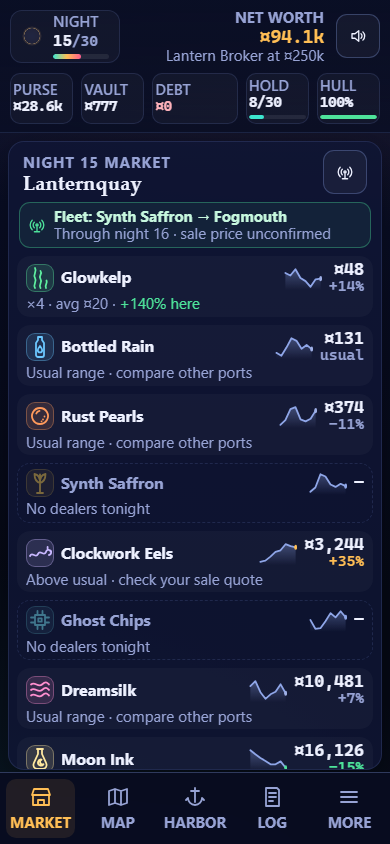 NIGHT
15/30
NET WORTH
¤94.1k
Lantern Broker at ¤250k
PURSE
¤28.6k
VAULT
¤777
DEBT
¤0
HOLD
8/30
HULL
100%
NIGHT 15 MARKET
Lanternquay
Fleet: Synth Saffron → Fogmouth
Through night 16 · sale price unconfirmed
Glowkelp
¤48
+14%
×4 · avg ¤20 · +140% here
Bottled Rain
¤131
usual
Usual range · compare other ports
Rust Pearls
¤374
−11%
Usual range · compare other ports
Synth Saffron
—
No dealers tonight
Clockwork Eels
¤3,244
+35%
Above usual · check your sale quote
Ghost Chips
—
No dealers tonight
Dreamsilk
¤10,481
+7%
Usual range · compare other ports
Moon Ink
¤16,126
−15%
MARKET
MAP
HARBOR
LOG
MORE